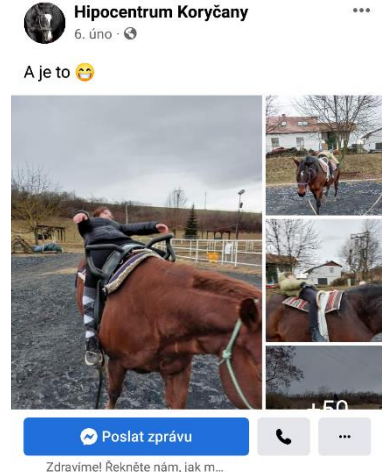 Hipocentrum Koryčany
6. úno ·
A je to 😁
+50
Poslat zprávu
Zdravíme! Řekněte nám, jak m...